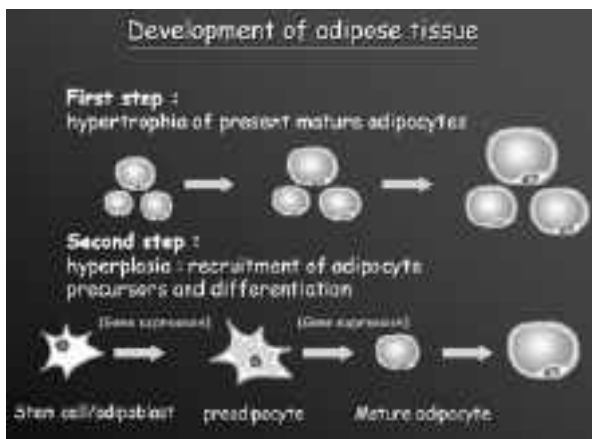 Development of adipose tissue
First step :
hypertrophia of present mature adipocytes
Second step :
hyperplasia : recruitment of adipocyte
precursors and differentiation
(Gene expression) (Gene expression)
Stem cell/adipoblast preadipocyte Mature adipocyte